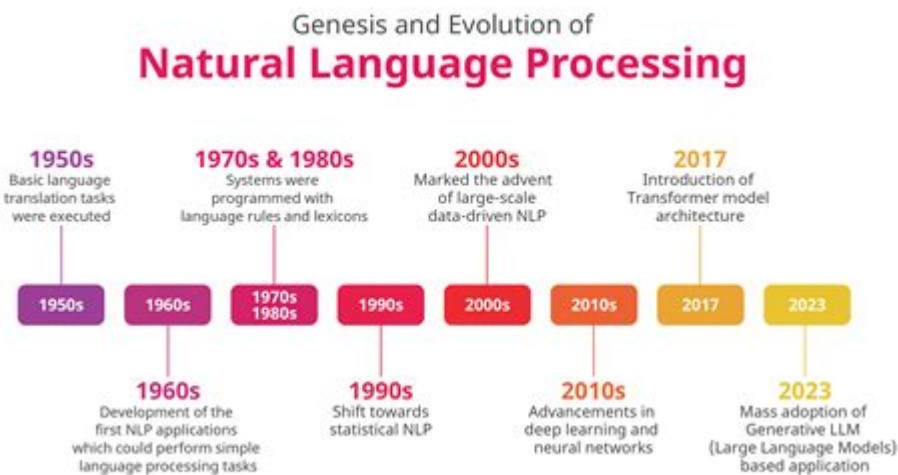 Genesis and Evolution of
Natural Language Processing
1950s
Basic language
translation tasks
were executed
1970s & 1980s
Systems were
programmed with
language rules and lexicons
2000s
Marked the advent
of large-scale
data-driven NLP
2017
Introduction of
Transformer model
architecture
1950s
1960s
1970s
1980s
1990s
2000s
2010s
2017
2023
1960s
Development of the
first NLP applications
which could perform simple
language processing tasks
1990s
Shift towards
statistical NLP
2010s
Advancements in
deep learning and
neural networks
2023
Mass adoption of
Generative LLM
(Large Language Models)
based application